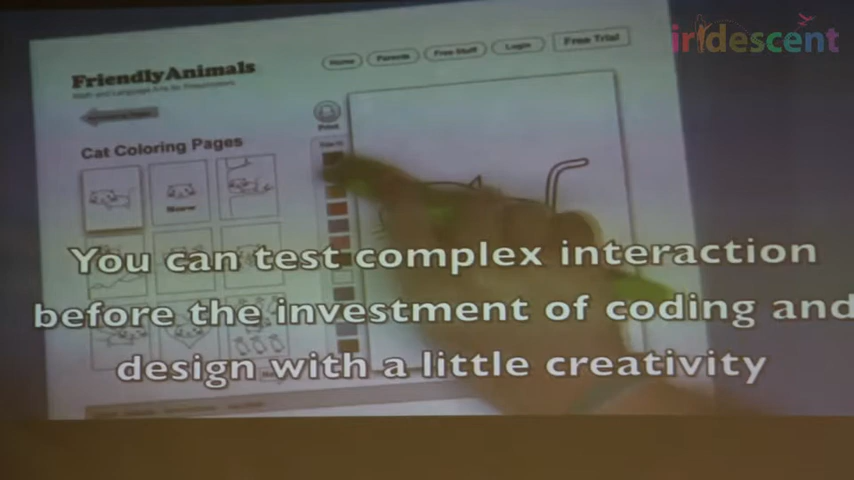 iridescent
FriendlyAnimals
Home
Parents
Free Stuff
Login
Free Trial
Print
Cat Coloring Pages
Meow
You can test complex interaction
before the investment of coding and
design with a little creativity